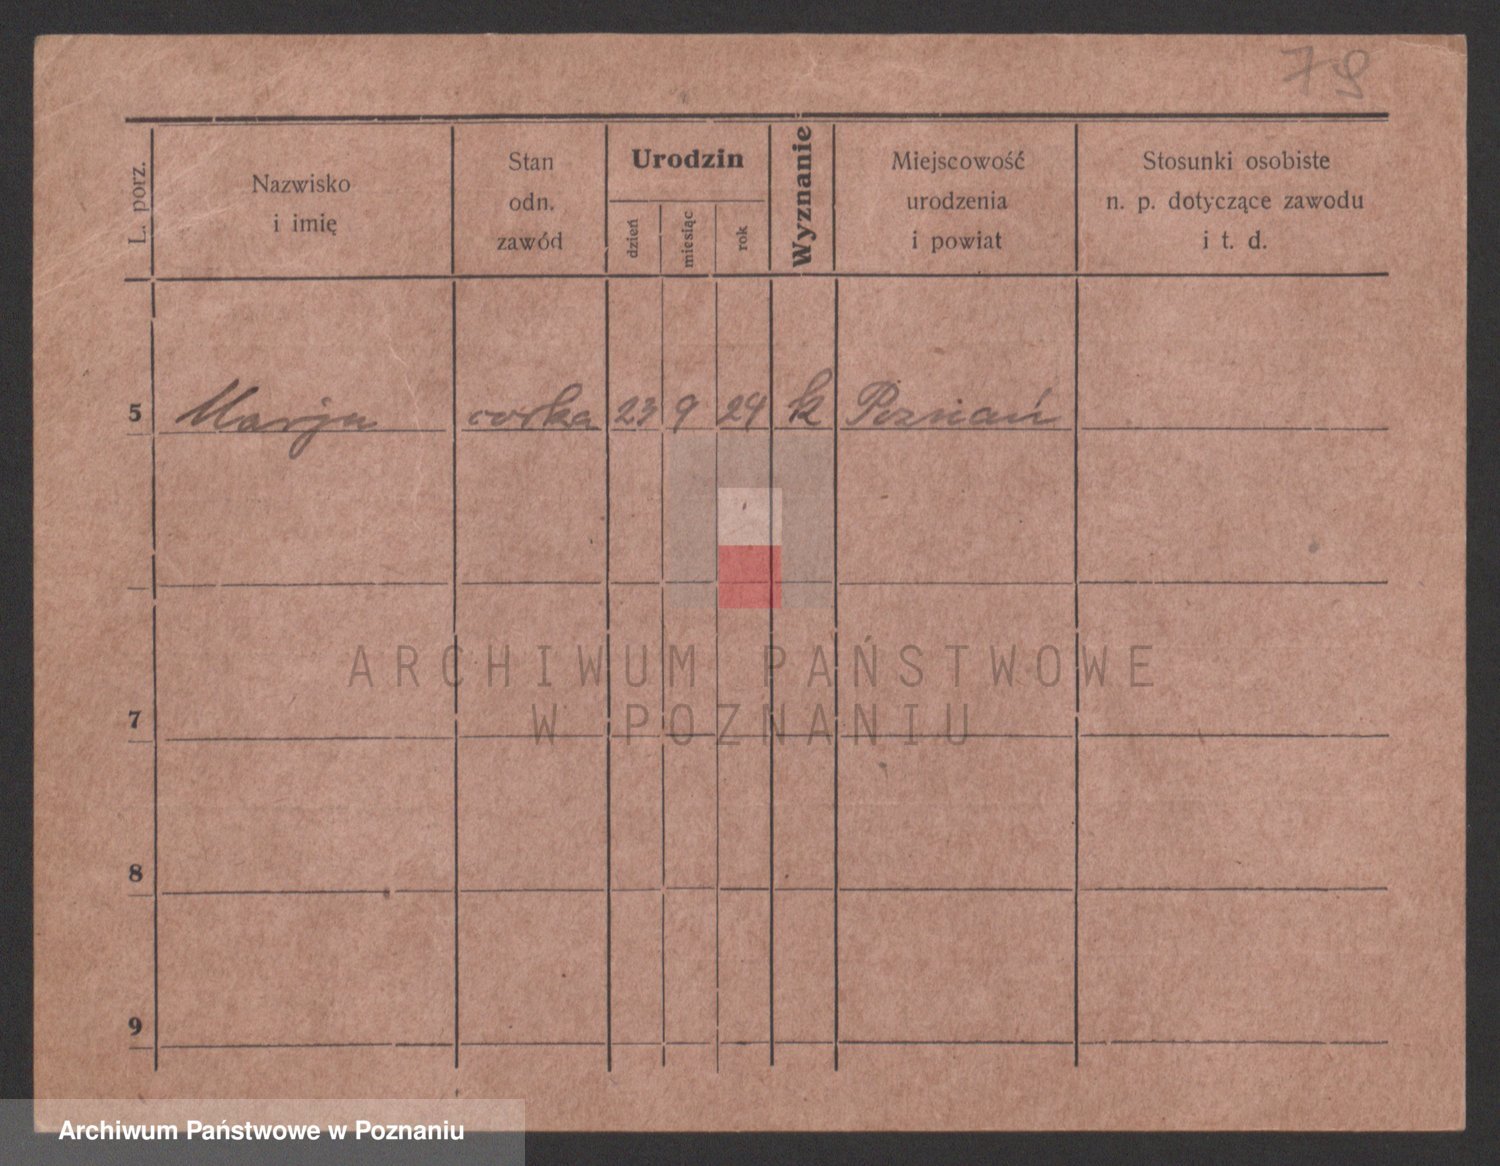 78
L. porz.
Nazwisko
i imię
Stan
odn.
zawód
Urodzin
dzień
miesiąc
rok
Wyznanie
Miejscowość
urodzenia
i powiat
Stosunki osobiste
n. p. dotyczące zawodu
i t. d.
5 Marja corka 23 9 24 k Poznań
7
8
9
ARCHIWUM PAŃSTWOWE
W POZNANIU
Archiwum Państwowe w Poznaniu